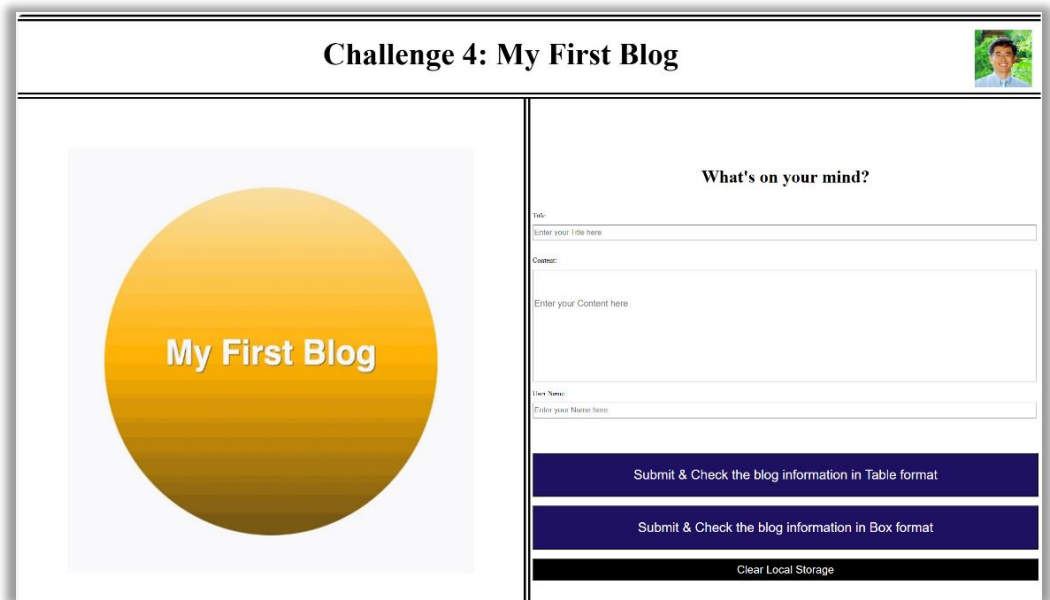 Challenge 4: My First Blog
My First Blog
What's on your mind?
Title:
Enter your Title here
Content:
Enter your Content here
User Name:
Enter your Name here
Submit & Check the blog information in Table format
Submit & Check the blog information in Box format
Clear Local Storage